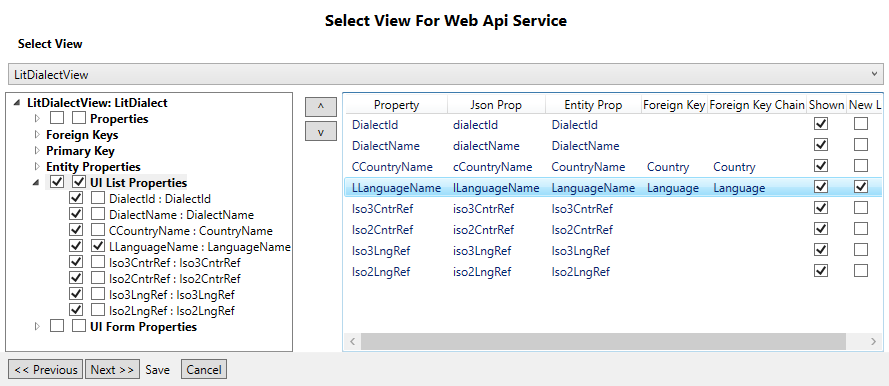 Select View For Web Api Service
Select View
LitDialectView
LitDialectView: LitDialect
Properties
Foreign Keys
Primary Key
Entity Properties
UI List Properties
DialectId : DialectId
DialectName : DialectName
CCountryName : CountryName
LLanguageName : LanguageName
Iso3CntrRef : Iso3CntrRef
Iso2CntrRef : Iso2CntrRef
Iso3LngRef : Iso3LngRef
Iso2LngRef : Iso2LngRef
UI Form Properties
^
v
Property Json Prop Entity Prop Foreign Key Foreign Key Chain Shown New L
DialectId dialectId DialectId
DialectName dialectName DialectName
CCountryName cCountryName CountryName Country Country
LLanguageName lLanguageName LanguageName Language Language
Iso3CntrRef iso3CntrRef Iso3CntrRef
Iso2CntrRef iso2CntrRef Iso2CntrRef
Iso3LngRef iso3LngRef Iso3LngRef
Iso2LngRef iso2LngRef Iso2LngRef
<< Previous Next >> Save Cancel